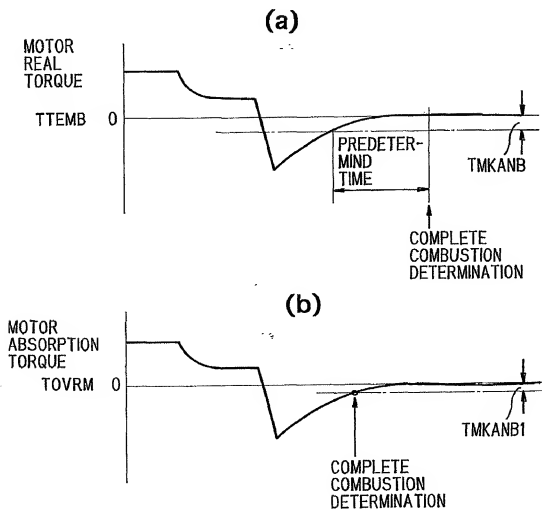 (a)
MOTOR
REAL
TORQUE
TTEMB 0
PREDETER-
MIND
TIME
TMKANB
COMPLETE
COMBUSTION
DETERMINATION
(b)
MOTOR
ABSORPTION
TORQUE
TOVRM 0
TMKANB1
COMPLETE
COMBUSTION
DETERMINATION